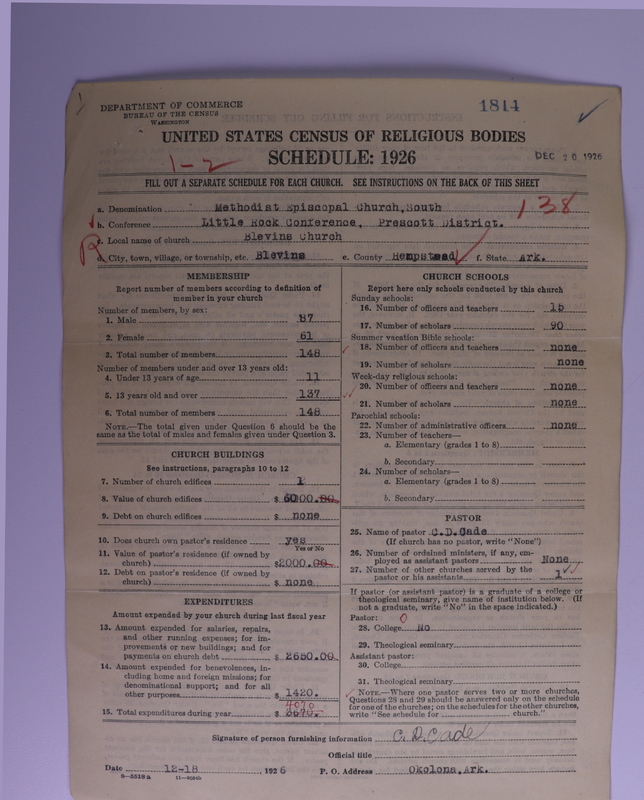 DEPARTMENT OF COMMERCE
BUREAU OF THE CENSUS
WASHINGTON
1814
UNITED STATES CENSUS OF RELIGIOUS BODIES
SCHEDULE: 1926
DEC 20 1926
1-2
FILL OUT A SEPARATE SCHEDULE FOR EACH CHURCH. SEE INSTRUCTIONS ON THE BACK OF THIS SHEET
a. Denomination Methodist Episcopal Church, South
1 38
b. Conference Little Rock Conference, Prescott District.
c. Local name of church Blevins Church
d. City, town, village, or township, etc. Blevins e. County Hempstead f. State Ark.
MEMBERSHIP
Report number of members according to definition of
member in your church
Number of members, by sex:
1. Male 87
2. Female 61
3. Total number of members 148
Number of members under and over 13 years old:
4. Under 13 years of age 11
5. 13 years old and over 137
6. Total number of members 148
NOTE.—The total given under Question 6 should be the
same as the total of males and females given under Question 3.
CHURCH BUILDINGS
See instructions, paragraphs 10 to 12
7. Number of church edifices 1
8. Value of church edifices $ 6000.00
9. Debt on church edifices $ none
10. Does church own pastor's residence yes
Yes or No
11. Value of pastor's residence (if owned by
church) $2000.00
12. Debt on pastor's residence (if owned by
church) $ none
EXPENDITURES
Amount expended by your church during last fiscal year
13. Amount expended for salaries, repairs,
and other running expenses; for im-
provements or new buildings; and for
payments on church debt $ 2650.00
14. Amount expended for benevolences, in-
cluding home and foreign missions; for
denominational support; and for all
other purposes $ 1420.
4070
15. Total expenditures during year $
CHURCH SCHOOLS
Report here only schools conducted by this church
Sunday schools:
16. Number of officers and teachers 15
17. Number of scholars 90
Summer vacation Bible schools:
18. Number of officers and teachers none
19. Number of scholars none
Week-day religious schools:
20. Number of officers and teachers none
21. Number of scholars none
Parochial schools:
22. Number of administrative officers none
23. Number of teachers—
a. Elementary (grades 1 to 8)
b. Secondary
24. Number of scholars—
a. Elementary (grades 1 to 8)
b. Secondary
PASTOR
25. Name of pastor C.D.Cade
(If church has no pastor, write "None")
26. Number of ordained ministers, if any, em-
ployed as assistant pastors None
27. Number of other churches served by the
pastor or his assistants 1
If pastor (or assistant pastor) is a graduate of a college or
theological seminary, give name of institution below. (If
not a graduate, write "No" in the space indicated.)
Pastor: 0
28. College No
29. Theological seminary
Assistant pastor:
30. College
31. Theological seminary
NOTE.—Where one pastor serves two or more churches,
Questions 28 and 29 should be answered only on the schedule
for one of the churches; on the schedules for the other churches,
write "See schedule for church."
Signature of person furnishing information C. D. Cade
Official title
Date 12-18, 1926 P. O. Address Okolona, Ark.
8-5518a